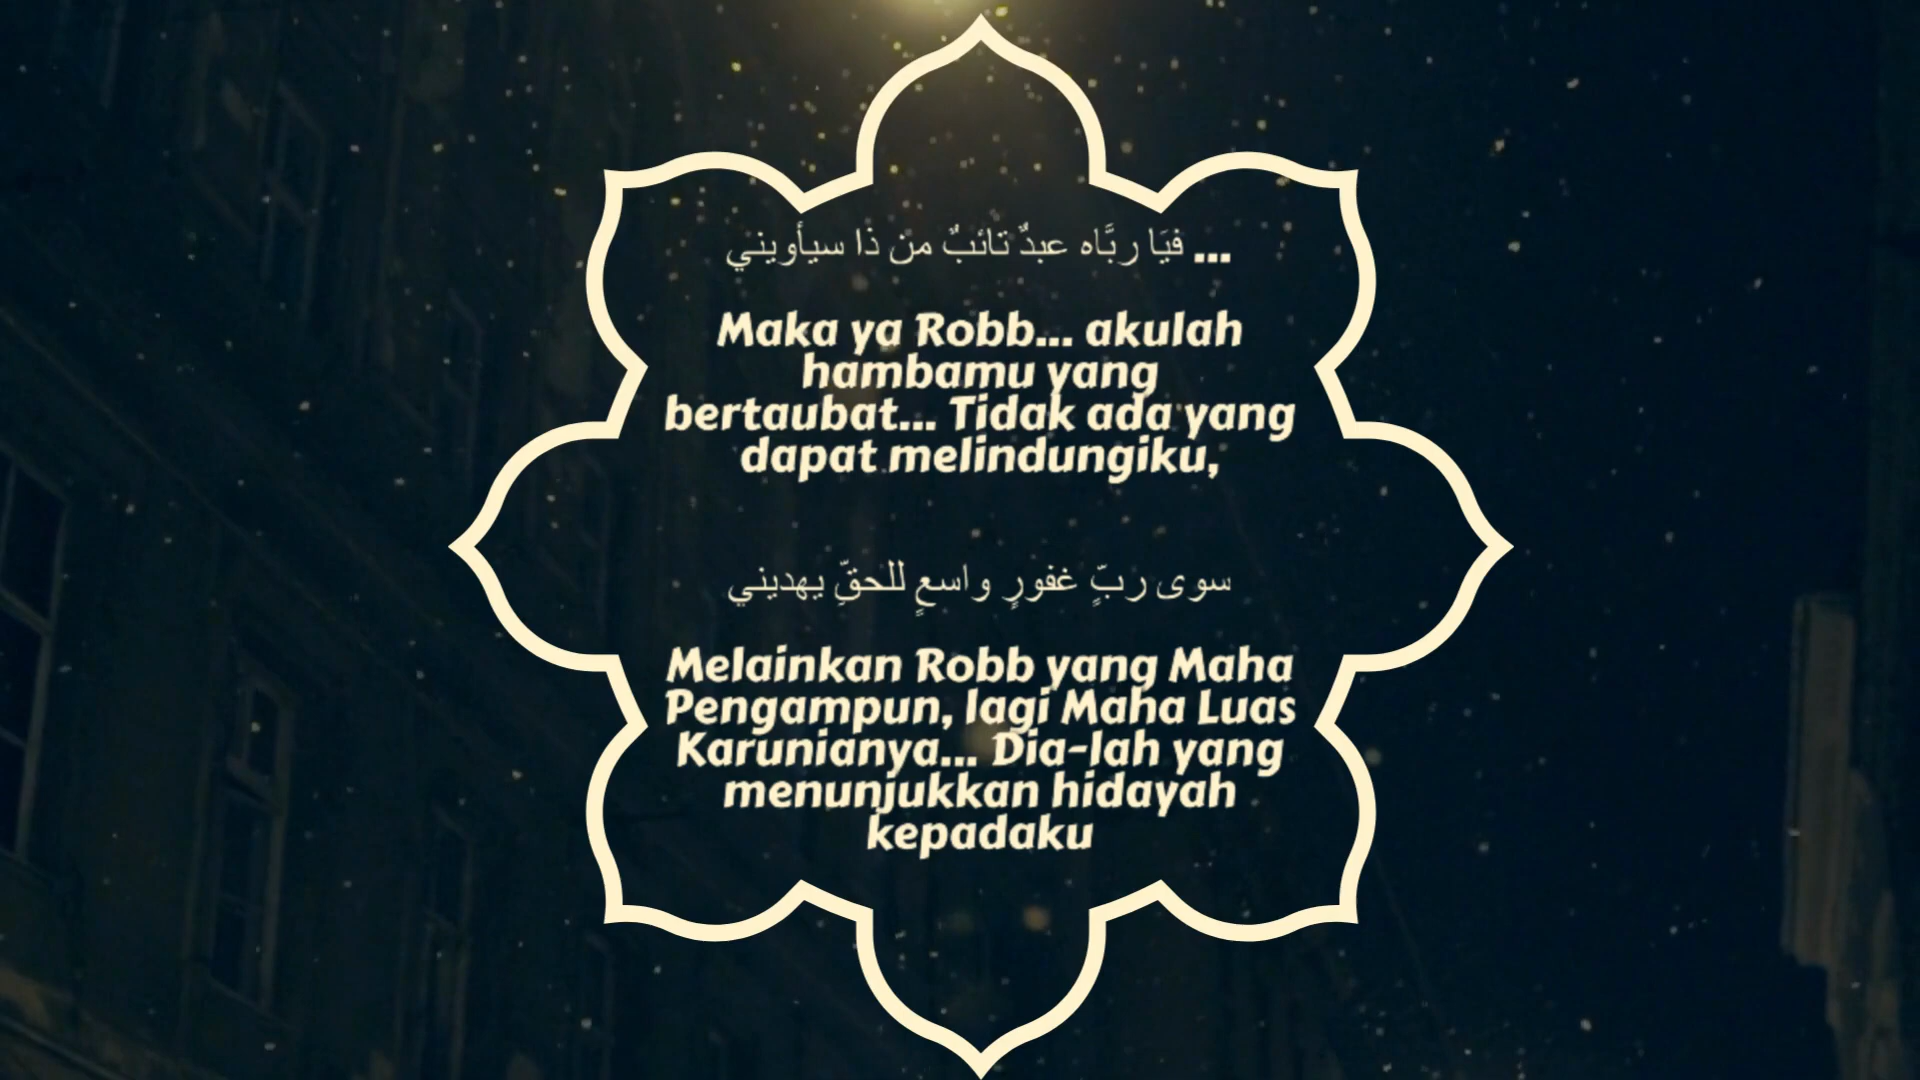 ... فيَا ربَّاه عبدٌ تائبٌ من ذا سيأويني
Maka ya Robb... akulah
hambamu yang
bertaubat... Tidak ada yang
dapat melindungiku,
سوى ربٍّ غفورٍ واسعٍ للحقِّ يهديني
Melainkan Robb yang Maha
Pengampun, lagi Maha Luas
Karunianya... Dia-lah yang
menunjukkan hidayah
kepadaku